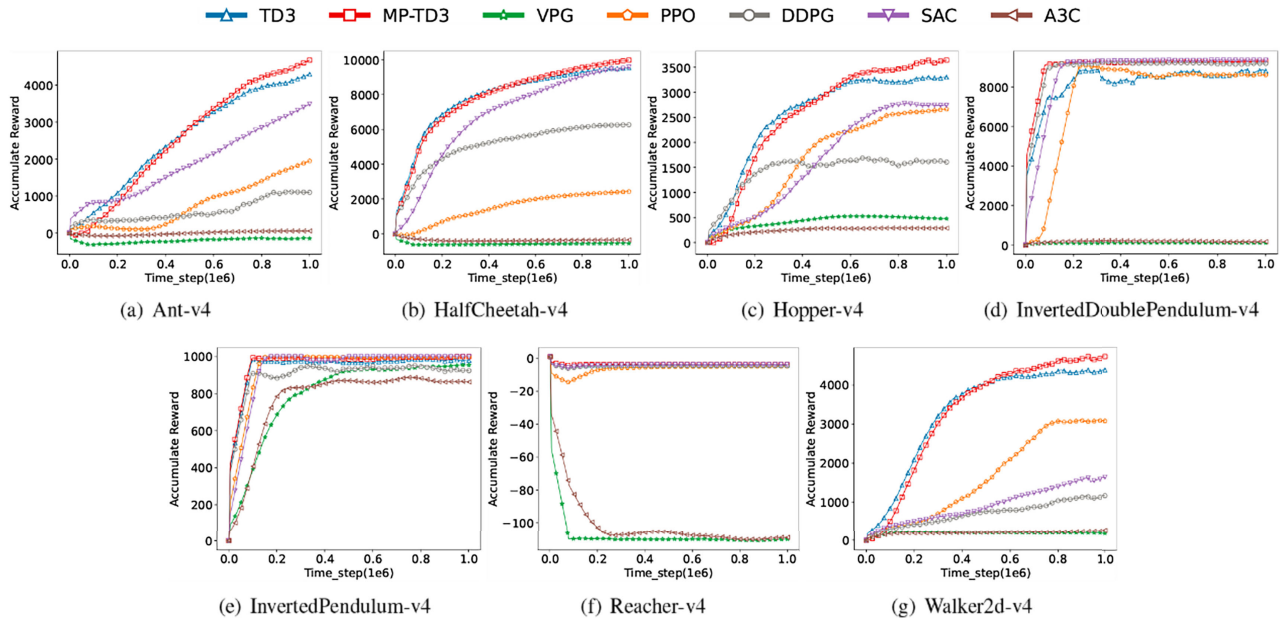 TD3 MP-TD3 VPG PPO DDPG SAC A3C
Accumulate Reward
4000
3000
2000
1000
0
0.0 0.2 0.4 0.6 0.8 1.0
Time_step(1e6)
(a) Ant-v4
Accumulate Reward
10000
8000
6000
4000
2000
0
0.0 0.2 0.4 0.6 0.8 1.0
Time_step(1e6)
(b) HalfCheetah-v4
Accumulate Reward
3500
3000
2500
2000
1500
1000
500
0
0.0 0.2 0.4 0.6 0.8 1.0
Time_step(1e6)
(c) Hopper-v4
Accumulate Reward
8000
6000
4000
2000
0
0.0 0.2 0.4 0.6 0.8 1.0
Time_step(1e6)
(d) InvertedDoublePendulum-v4
Accumulate Reward
1000
800
600
400
200
0
0.0 0.2 0.4 0.6 0.8 1.0
Time_step(1e6)
(e) InvertedPendulum-v4
Accumulate Reward
0
−20
−40
−60
−80
−100
0.0 0.2 0.4 0.6 0.8 1.0
Time_step(1e6)
(f) Reacher-v4
Accumulate Reward
4000
3000
2000
1000
0
0.0 0.2 0.4 0.6 0.8 1.0
Time_step(1e6)
(g) Walker2d-v4